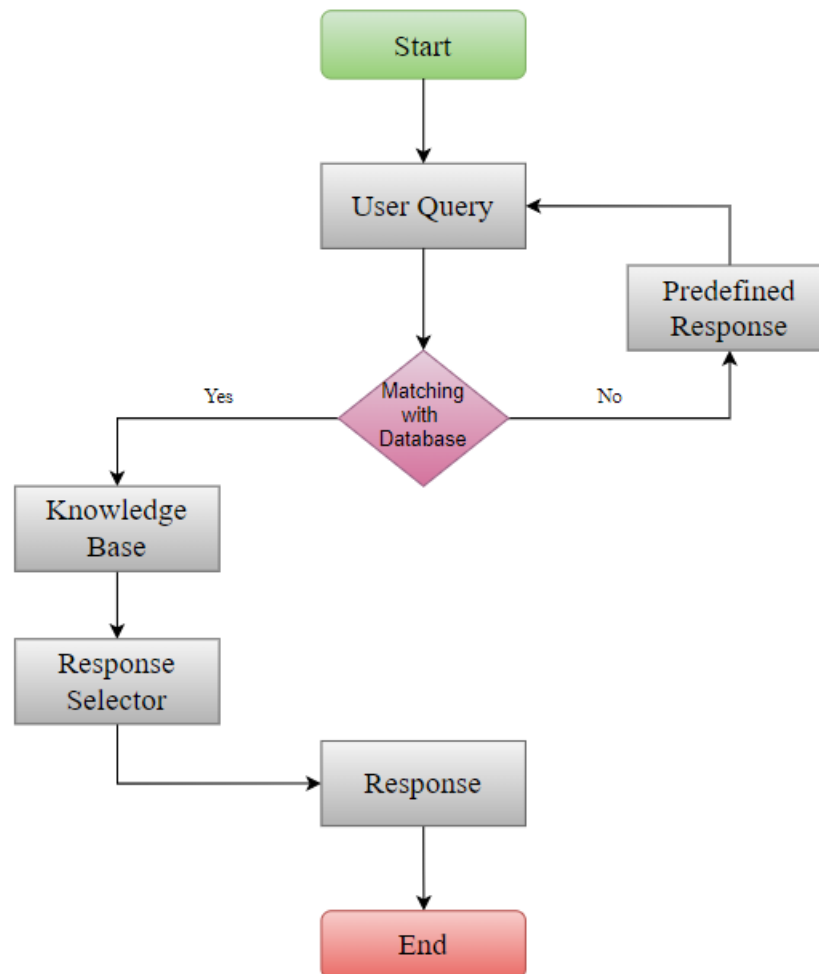 Start
User Query
Predefined
Response
Matching
with
Database
Yes
No
Knowledge
Base
Response
Selector
Response
End